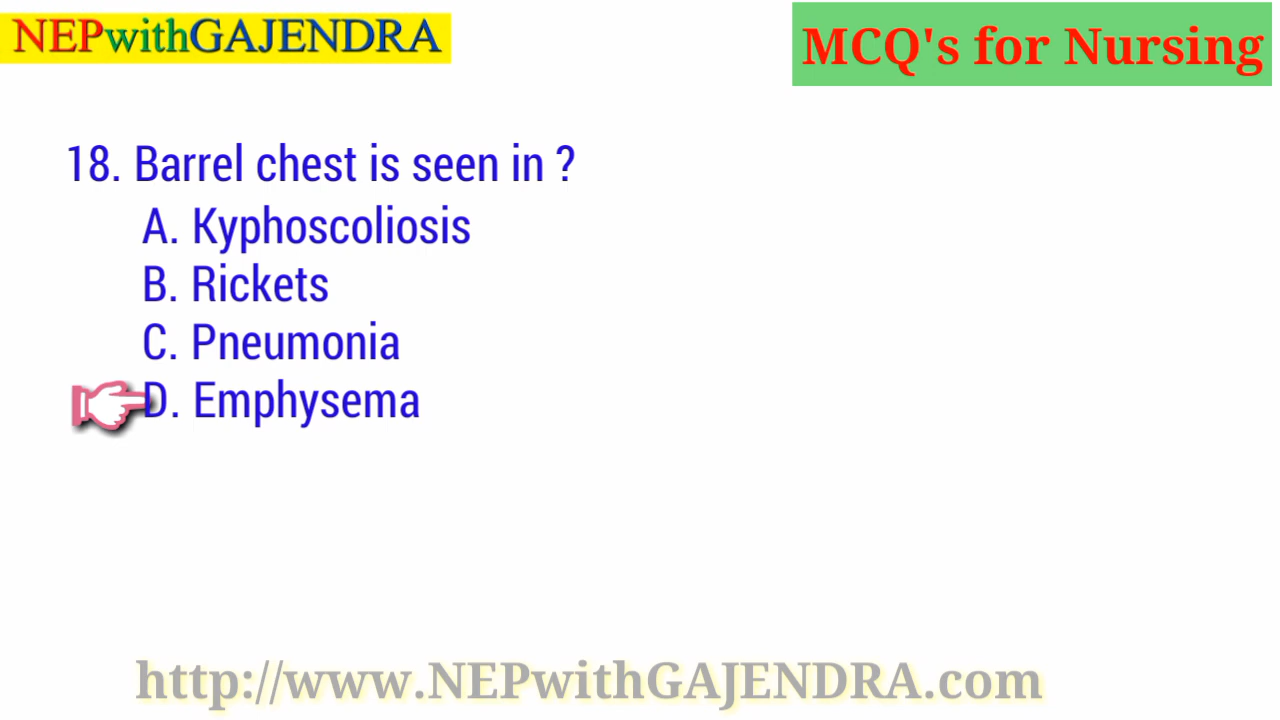 NEPwithGAJENDRA
MCQ's for Nursing
18. Barrel chest is seen in ?
A. Kyphoscoliosis
B. Rickets
C. Pneumonia
D. Emphysema
http://www.NEPwithGAJENDRA.com